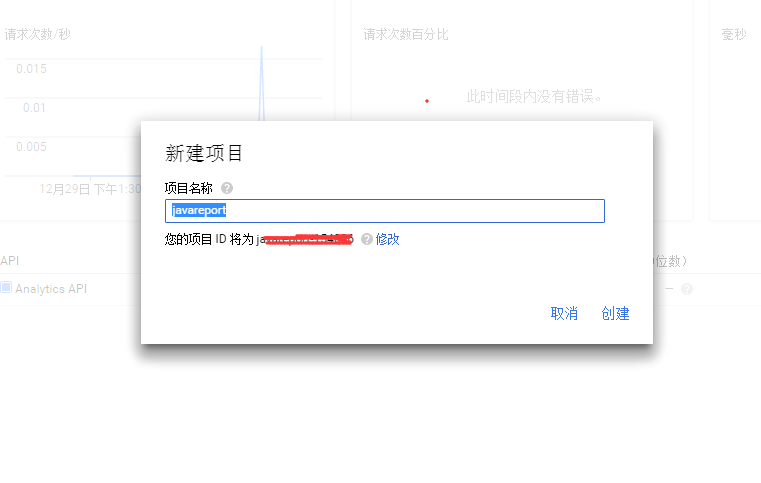 请求次数/秒
请求次数百分比
毫秒
0.015
0.01
0.005
此时间段内没有错误。
12月29日 下午1:30
新建项目
项目名称
javareport
您的项目 ID 将为
修改
取消 创建
API
位数）
Analytics API